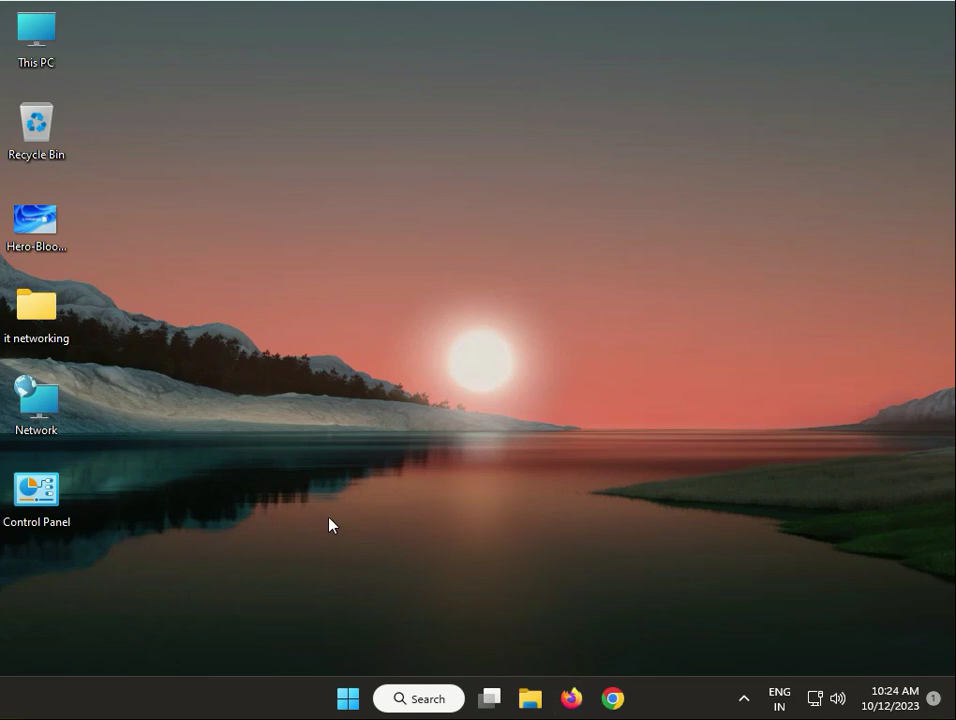 This PC
Recycle Bin
Hero-Bloo...
it networking
Network
Control Panel
Search
ENG
IN
10:24 AM
10/12/2023
1